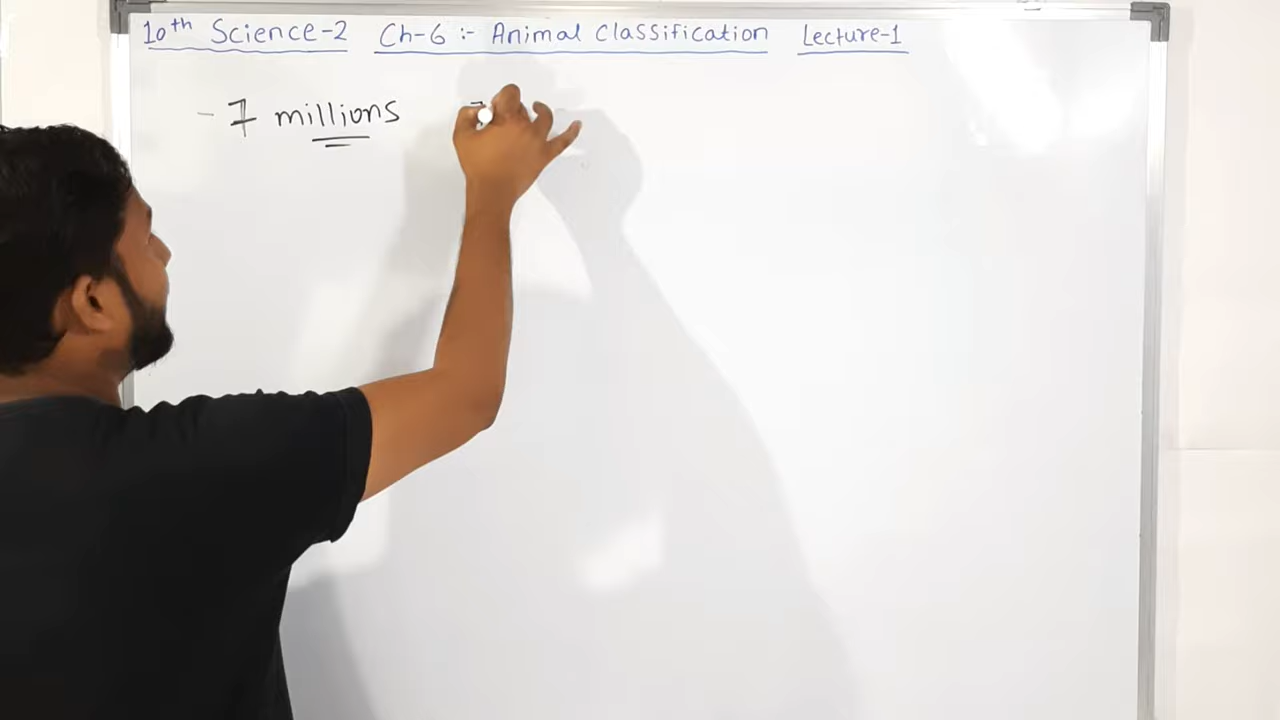 10th Science-2 Ch-6 :- Animal Classification Lecture-1
- 7 millions